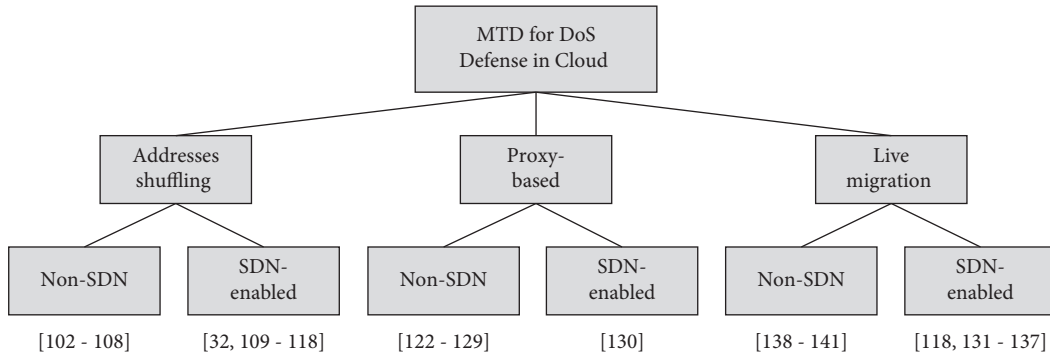 MTD for DoS
Defense in Cloud
Addresses
shuffling
Proxy-
based
Live
migration
Non-SDN
SDN-
enabled
Non-SDN
SDN-
enabled
Non-SDN
SDN-
enabled
[102 - 108]
[32, 109 - 118]
[122 - 129]
[130]
[138 - 141]
[118, 131 - 137]